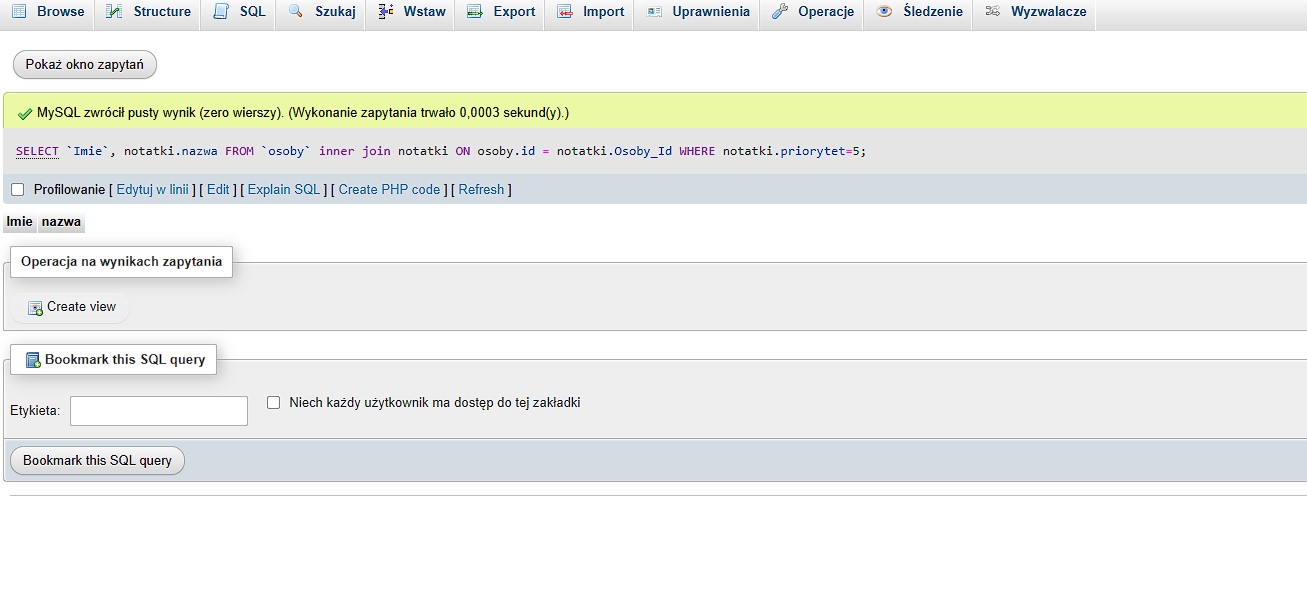 Browse Structure SQL Szukaj Wstaw Export Import Uprawnienia Operacje Śledzenie Wyzwalacze
Pokaż okno zapytań
MySQL zwrócił pusty wynik (zero wierszy). (Wykonanie zapytania trwało 0,0003 sekund(y).)
SELECT `Imie`, notatki.nazwa FROM `osoby` inner join notatki ON osoby.id = notatki.Osoby_Id WHERE notatki.priorytet=5;
Profilowanie [ Edytuj w linii ] [ Edit ] [ Explain SQL ] [ Create PHP code ] [ Refresh ]
Imie nazwa
Operacja na wynikach zapytania
Create view
Bookmark this SQL query
Etykieta: Niech każdy użytkownik ma dostęp do tej zakładki
Bookmark this SQL query